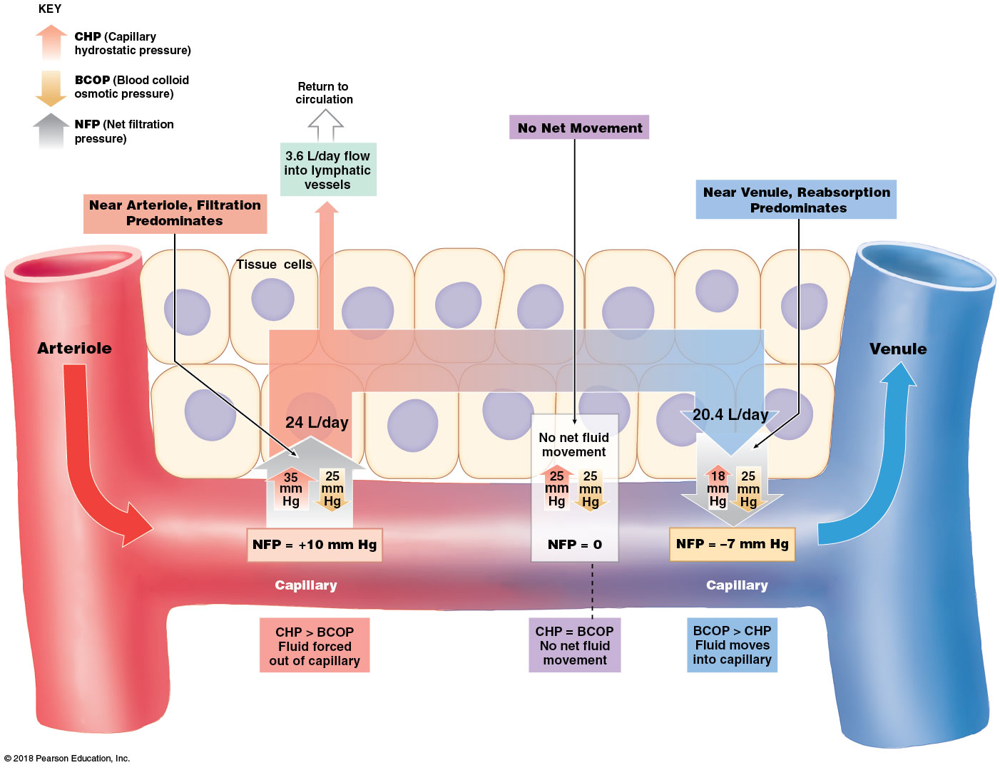 KEY
CHP (Capillary
hydrostatic pressure)
BCOP (Blood colloid
osmotic pressure)
NFP (Net filtration
pressure)
Return to
circulation
3.6 L/day flow
into lymphatic
vessels
No Net Movement
Near Arteriole, Filtration
Predominates
Near Venule, Reabsorption
Predominates
Tissue cells
Arteriole
Venule
24 L/day
No net fluid
movement
20.4 L/day
35
mm
Hg
25
mm
Hg
25
mm
Hg
25
mm
Hg
18
mm
Hg
25
mm
Hg
NFP = +10 mm Hg
NFP = 0
NFP = –7 mm Hg
Capillary
Capillary
CHP > BCOP
Fluid forced
out of capillary
CHP = BCOP
No net fluid
movement
BCOP > CHP
Fluid moves
into capillary
© 2018 Pearson Education, Inc.